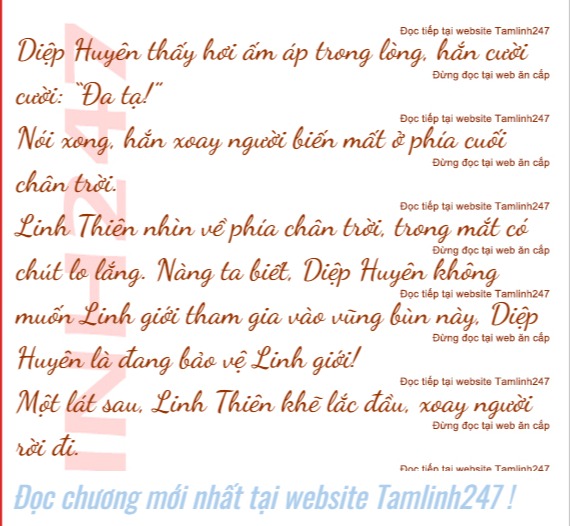 Đọc tiếp tại website Tamlinh247
Diệp Huyên thấy hơi ấm áp trong lòng, hắn cười
Đừng đọc tại web ăn cắp
cười: “Đa tạ!”
Đọc tiếp tại website Tamlinh247
Nói xong, hắn xoay người biến mất ở phía cuối
Đừng đọc tại web ăn cắp
chân trời.
Đọc tiếp tại website Tamlinh247
Linh Thiên nhìn về phía chân trời, trong mắt có
Đừng đọc tại web ăn cắp
chút lo lắng. Nàng ta biết, Diệp Huyên không
Đọc tiếp tại website Tamlinh247
muốn Linh giới tham gia vào vũng bùn này, Diệp
Đừng đọc tại web ăn cắp
Huyên là đang bảo vệ Linh giới!
Đọc tiếp tại website Tamlinh247
Một lát sau, Linh Thiên khẽ lắc đầu, xoay người
Đừng đọc tại web ăn cắp
rời đi.
Đọc tiếp tại website Tamlinh247
INH247
Đọc chương mới nhất tại website Tamlinh247 !